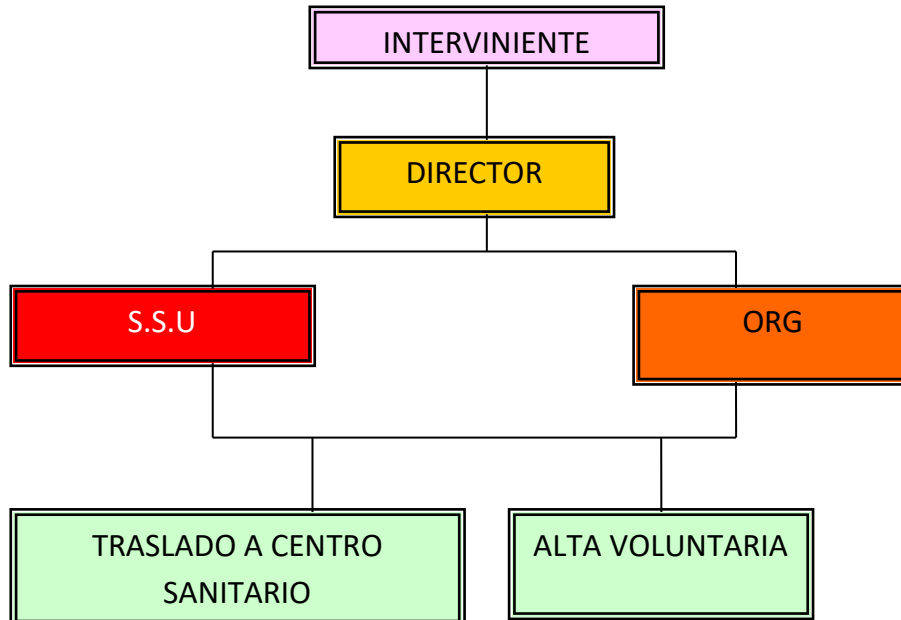 INTERVINIENTE
DIRECTOR
S.S.U
ORG
TRASLADO A CENTRO
SANITARIO
ALTA VOLUNTARIA